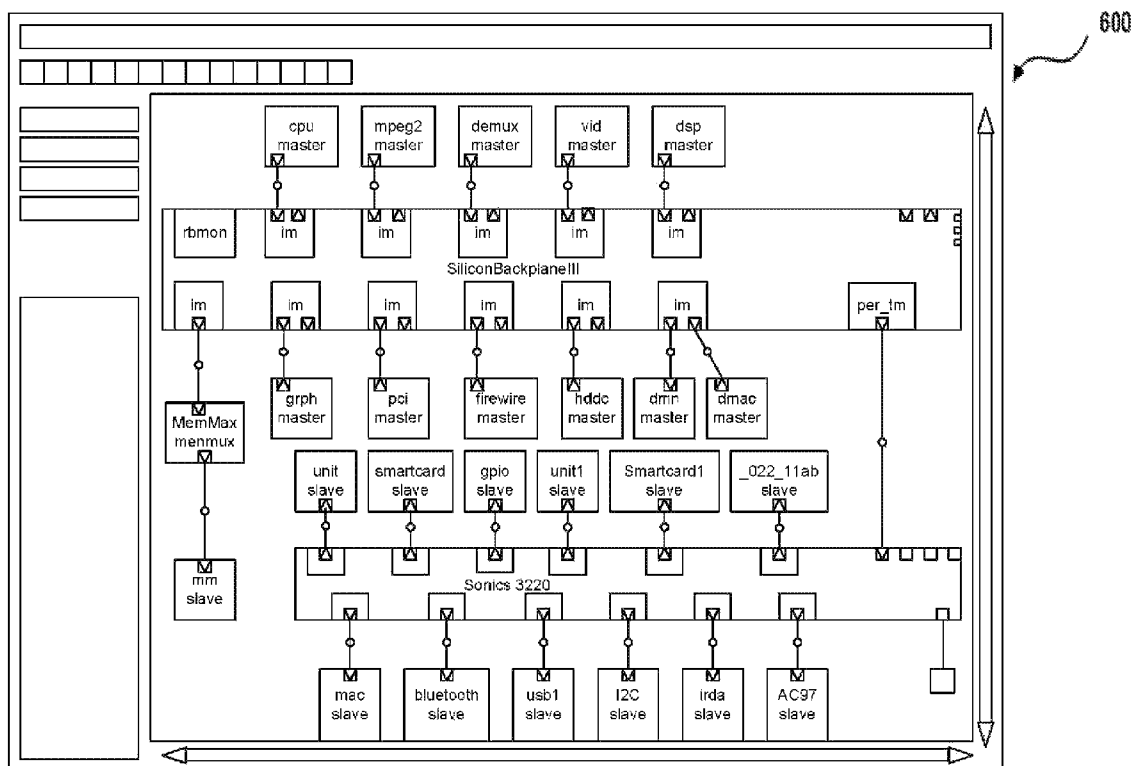 600
cpu
master
mpeg2
master
demux
master
vid
master
dsp
master
rbmon
im
im
im
im
im
SiliconBackplaneIII
im
im
im
im
im
im
per_tm
grph
master
pci
master
firewire
master
hddc
master
dmn
master
dmac
master
MemMax
menmux
unit
slave
smartcard
slave
gpio
slave
unit1
slave
Smartcard1
slave
_022_11ab
slave
Sonics 3220
mm
slave
mac
slave
bluetooth
slave
usb1
slave
I2C
slave
irda
slave
AC97
slave